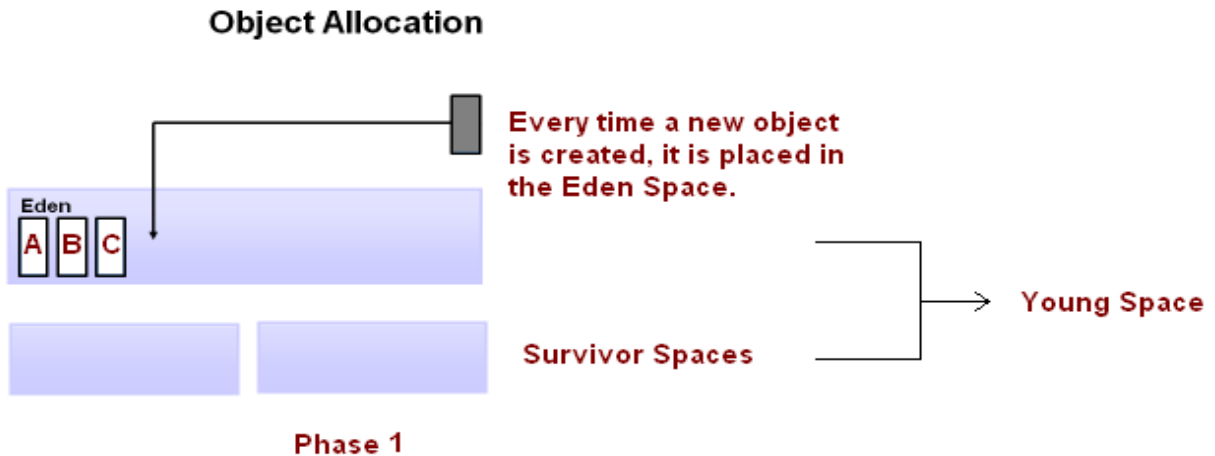 Object Allocation
Every time a new object
is created, it is placed in
the Eden Space.
Eden
A B C
Young Space
Survivor Spaces
Phase 1